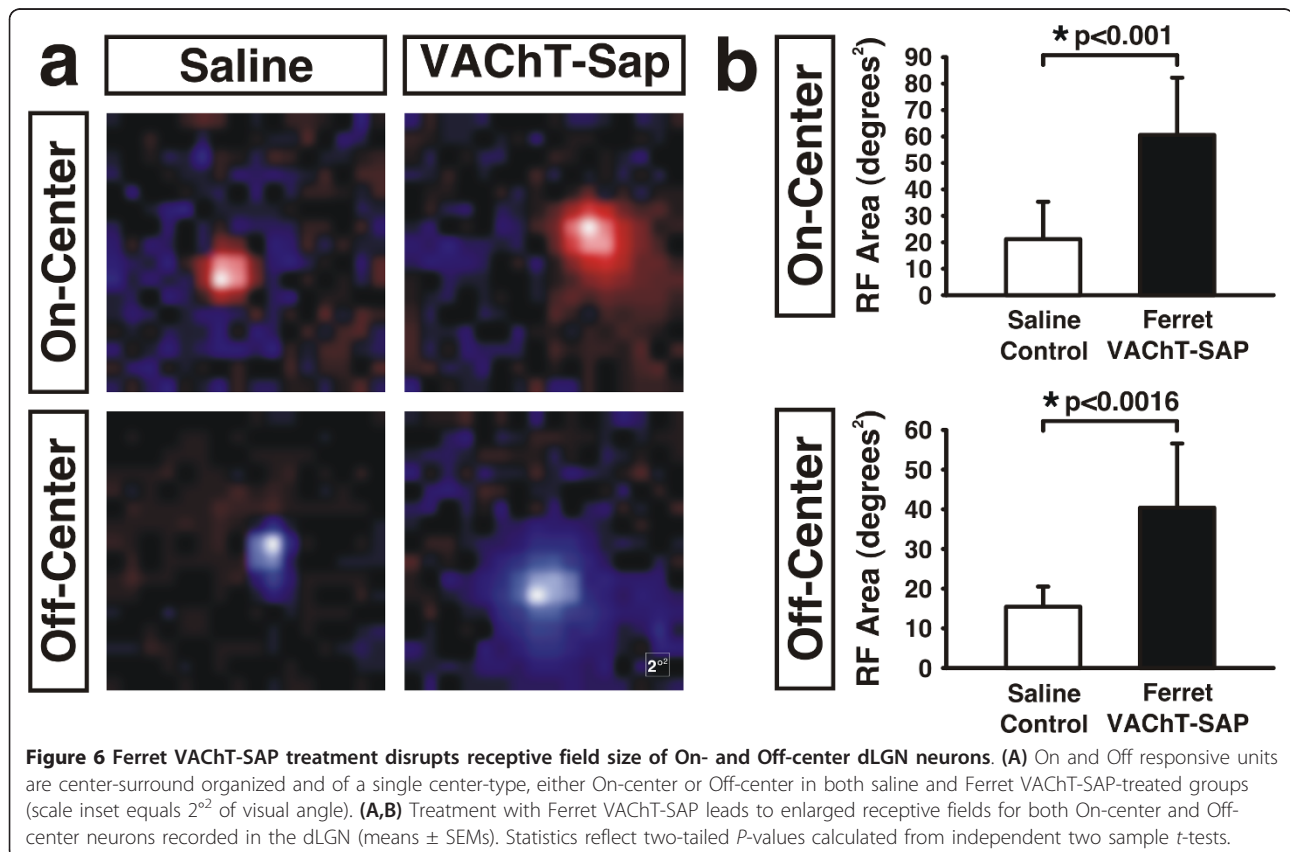 a
Saline
VAChT-Sap
On-Center
Off-Center
2°²
b
On-Center
* p<0.001
RF Area (degrees²)
90
80
70
60
50
40
30
20
10
0
Saline
Control
Ferret
VAChT-SAP
Off-Center
* p<0.0016
RF Area (degrees²)
60
50
40
30
20
10
0
Saline
Control
Ferret
VAChT-SAP
Figure 6 Ferret VAChT-SAP treatment disrupts receptive field size of On- and Off-center dLGN neurons. (A) On and Off responsive units
are center-surround organized and of a single center-type, either On-center or Off-center in both saline and Ferret VAChT-SAP-treated groups
(scale inset equals 2°² of visual angle). (A,B) Treatment with Ferret VAChT-SAP leads to enlarged receptive fields for both On-center and Off-
center neurons recorded in the dLGN (means ± SEMs). Statistics reflect two-tailed P-values calculated from independent two sample t-tests.